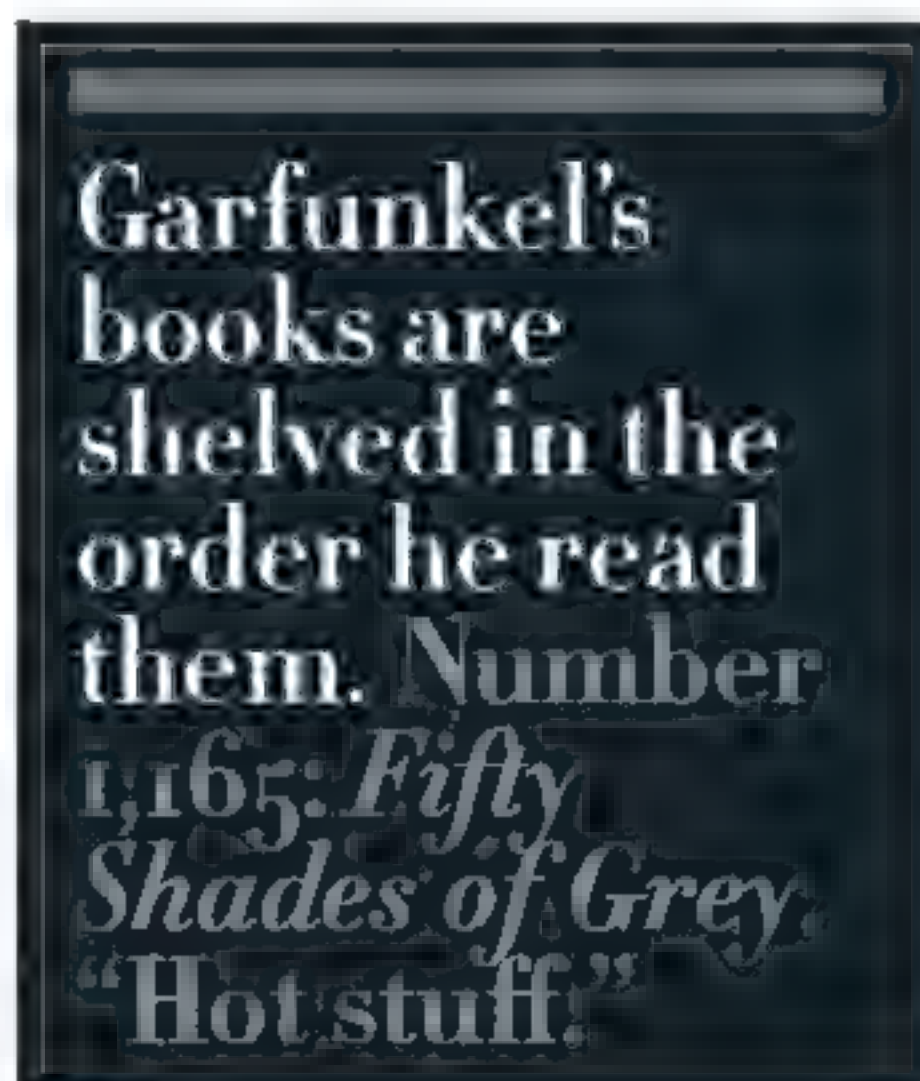 Garfunkel’s
books are
shelved in the
order he read
them. Number
1,165: Fifty
Shades of Grey.
“Hot stuff.”